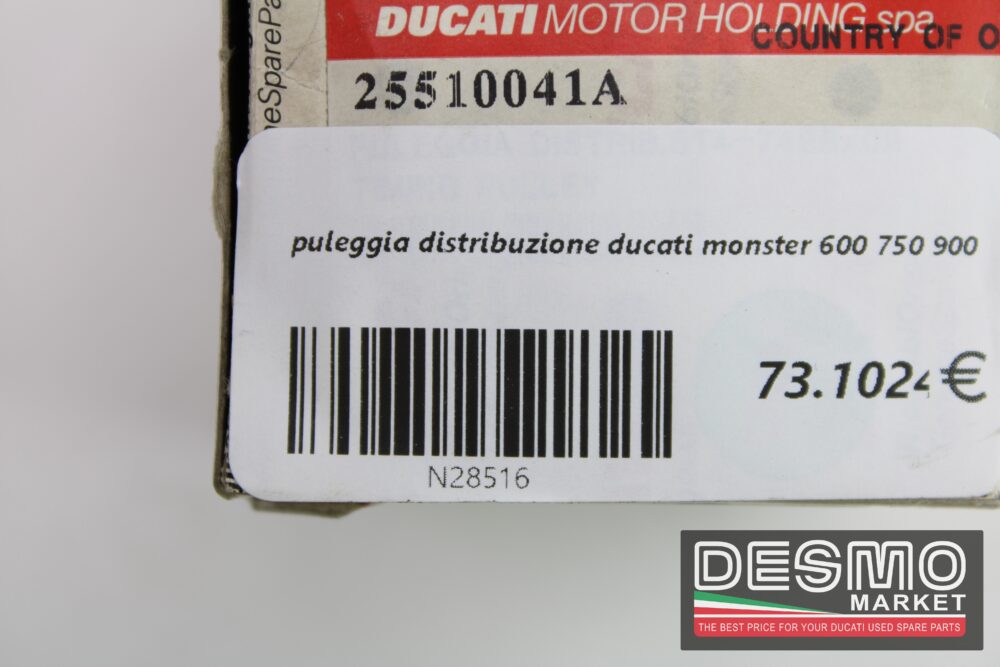 DUCATI MOTOR HOLDING spa
COUNTRY OF O
25510041A
neSparePa
puleggia distribuzione ducati monster 600 750 900
73.1024€
N28516
DESMO
MARKET
THE BEST PRICE FOR YOUR DUCATI USED SPARE PARTS